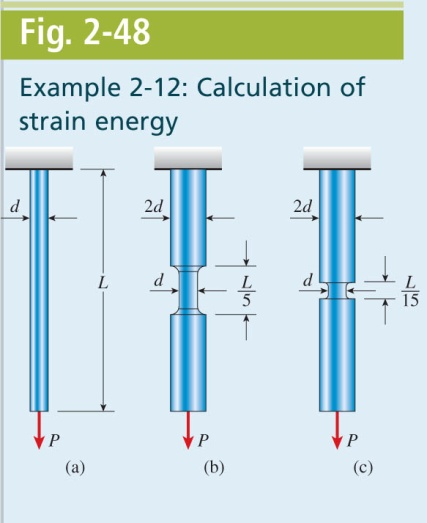 Fig. 2-48
Example 2-12: Calculation of
strain energy
d
2d
2d
L
d
L
5
d
L
15
P
P
P
(a)
(b)
(c)